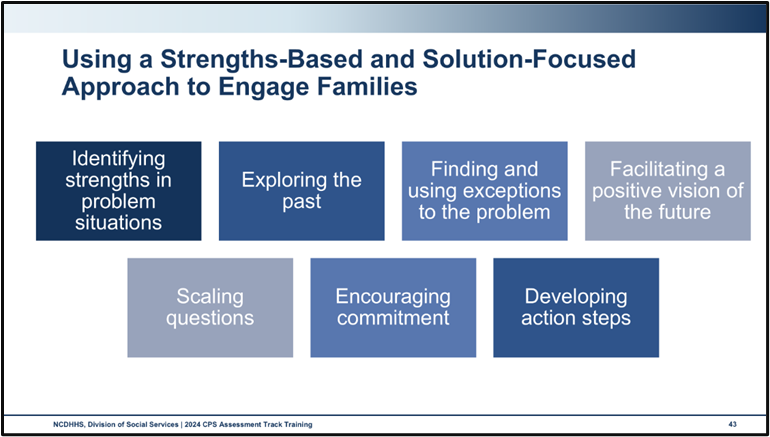 Using a Strengths-Based and Solution-Focused
Approach to Engage Families
Identifying
strengths in
problem
situations
Exploring the
past
Finding and
using exceptions
to the problem
Facilitating a
positive vision of
the future
Scaling
questions
Encouraging
commitment
Developing
action steps
NCDHHS, Division of Social Services | 2024 CPS Assessment Track Training
43